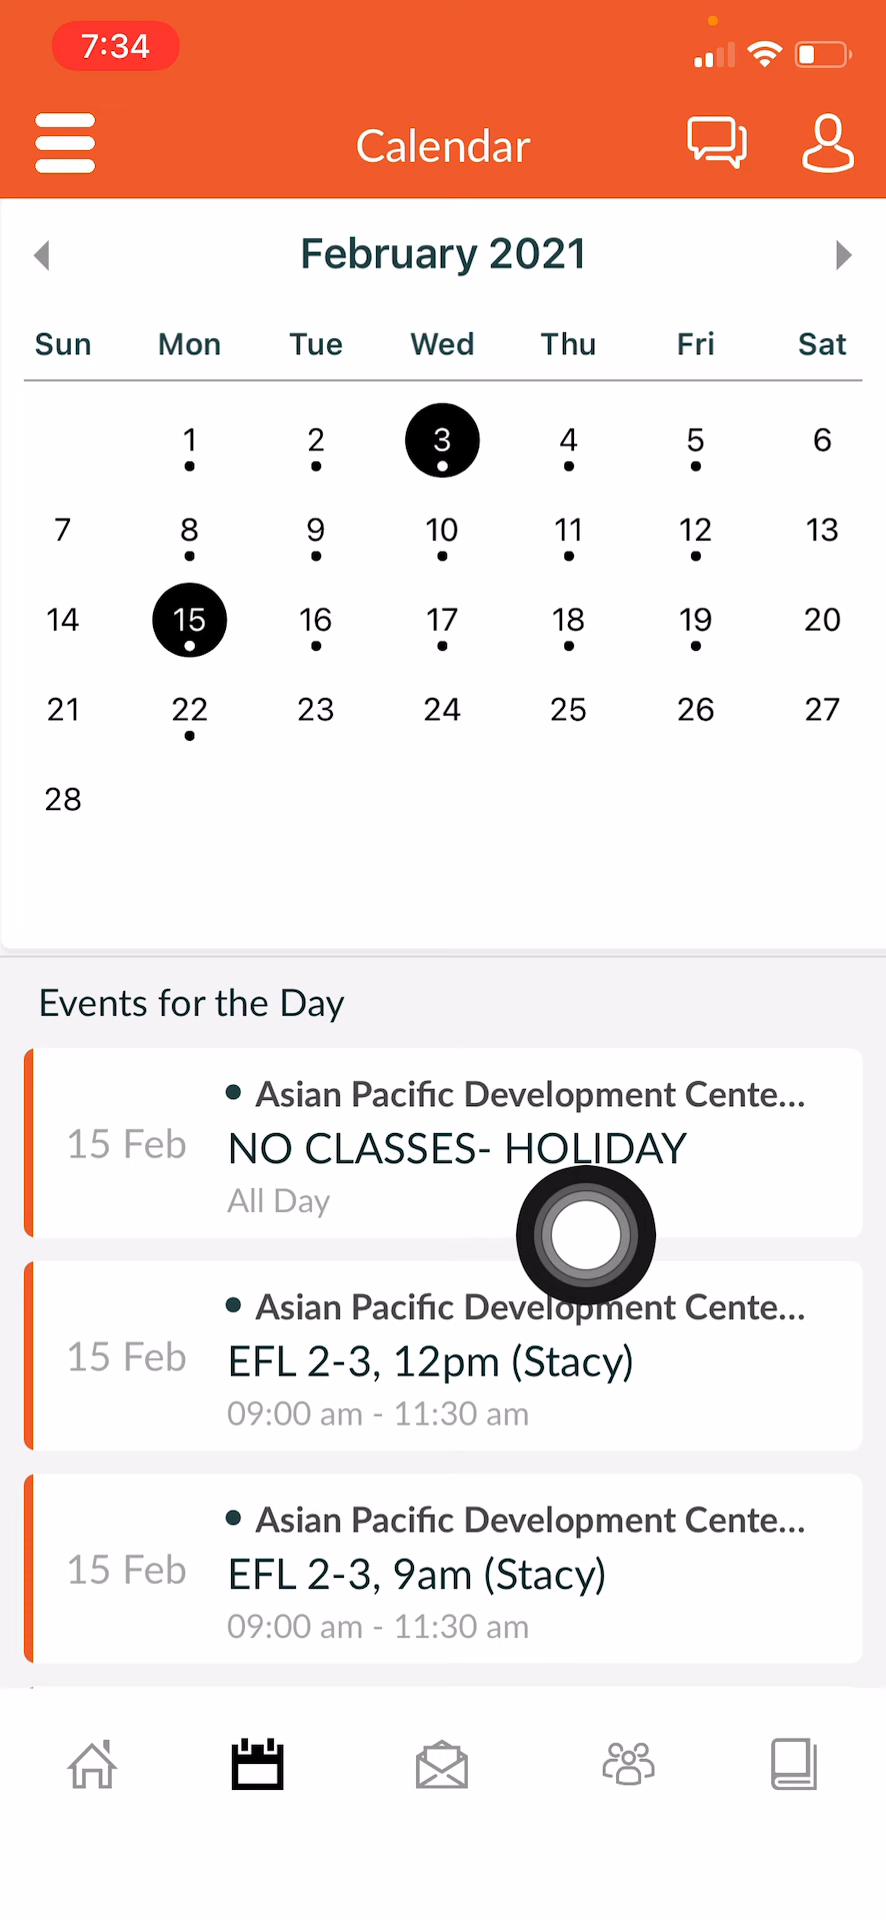 7:34
Calendar
February 2021
Sun Mon Tue Wed Thu Fri Sat
1 2 3 4 5 6
7 8 9 10 11 12 13
14 15 16 17 18 19 20
21 22 23 24 25 26 27
28
Events for the Day
Asian Pacific Development Cente...
15 Feb
NO CLASSES- HOLIDAY
All Day
Asian Pacific Development Cente...
15 Feb
EFL 2-3, 12pm (Stacy)
09:00 am - 11:30 am
Asian Pacific Development Cente...
15 Feb
EFL 2-3, 9am (Stacy)
09:00 am - 11:30 am